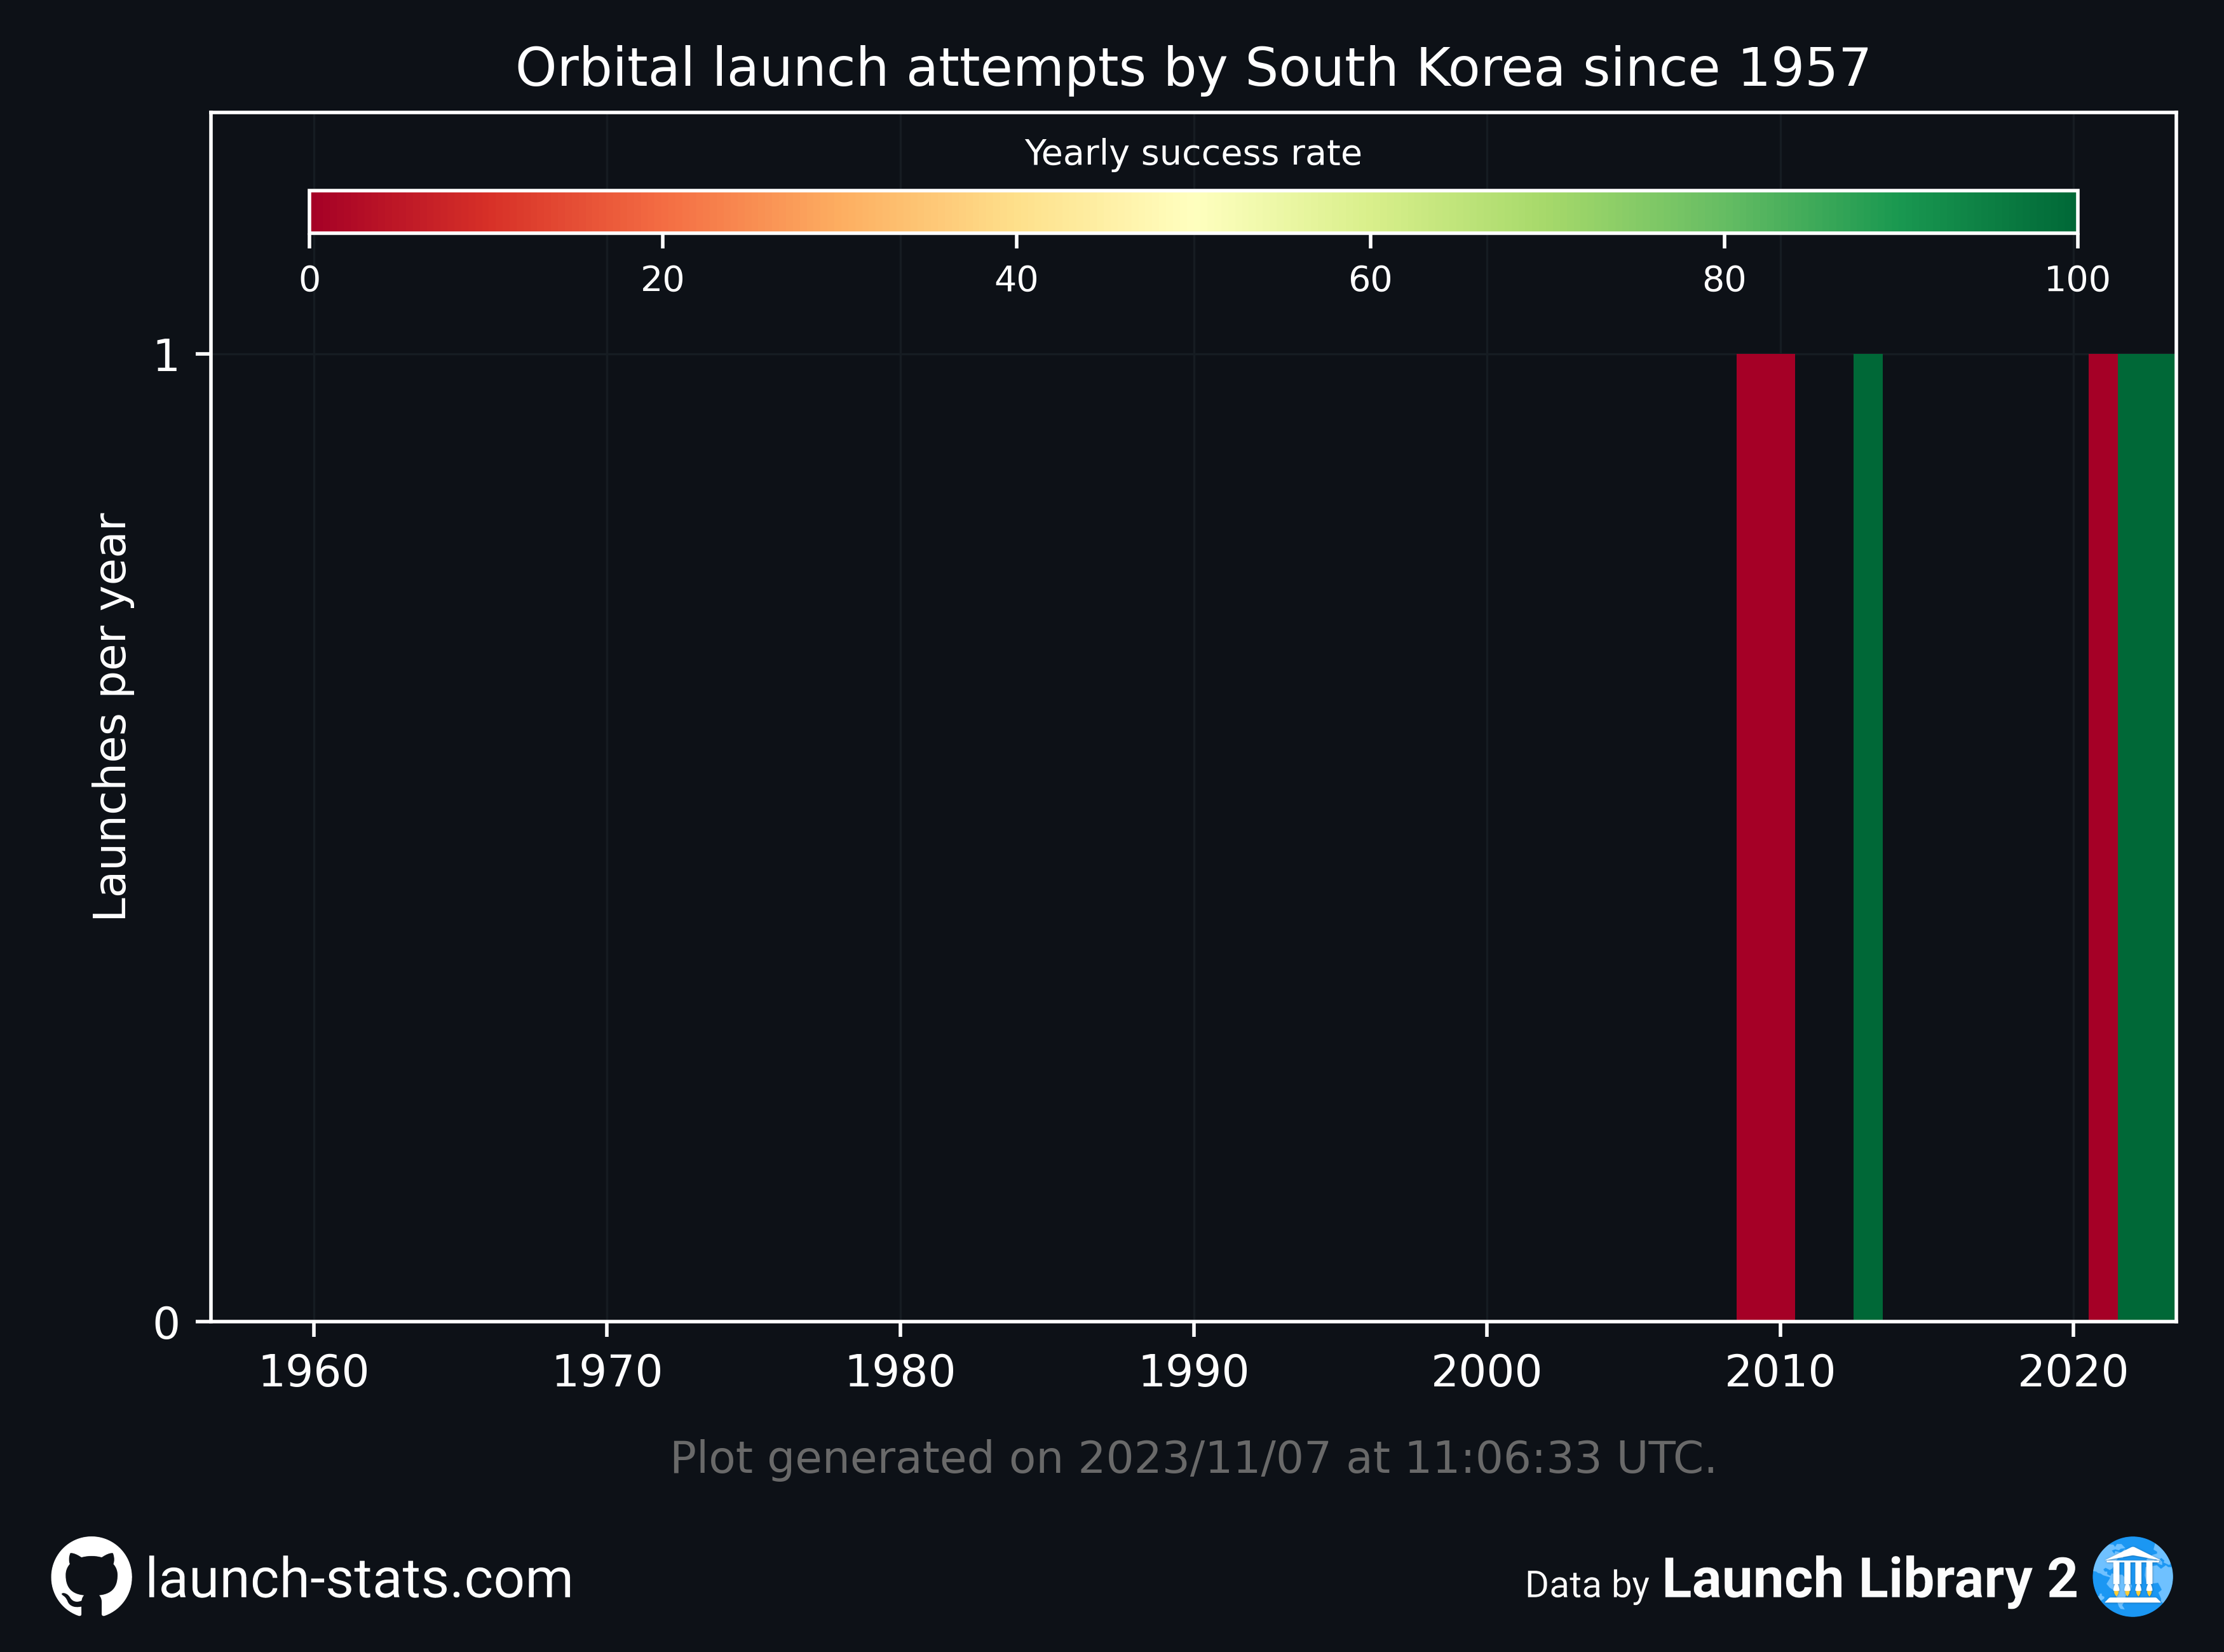 Orbital launch attempts by South Korea since 1957
Yearly success rate
0 20 40 60 80 100
1
Launches per year
0
1960 1970 1980 1990 2000 2010 2020
Plot generated on 2023/11/07 at 11:06:33 UTC.
launch-stats.com
Data by Launch Library 2